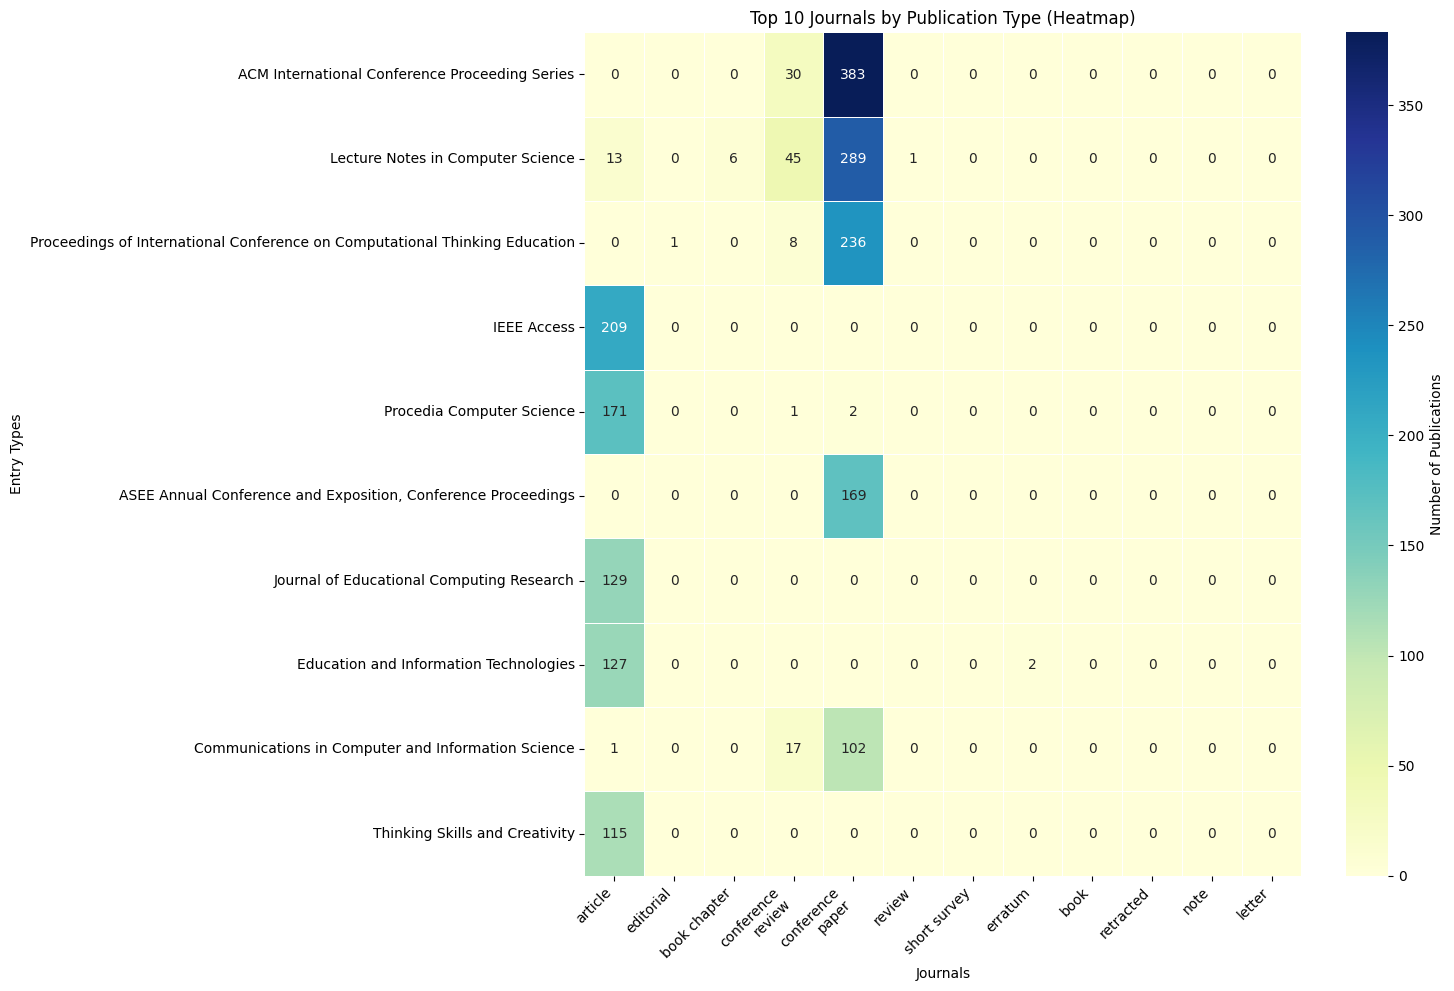 Top 10 Journals by Publication Type (Heatmap)
ACM International Conference Proceeding Series 0 0 0 30 383 0 0 0 0 0 0 0
Lecture Notes in Computer Science 13 0 6 45 289 1 0 0 0 0 0 0
Proceedings of International Conference on Computational Thinking Education 0 1 0 8 236 0 0 0 0 0 0 0
IEEE Access 209 0 0 0 0 0 0 0 0 0 0 0
Procedia Computer Science 171 0 0 1 2 0 0 0 0 0 0 0
ASEE Annual Conference and Exposition, Conference Proceedings 0 0 0 0 169 0 0 0 0 0 0 0
Journal of Educational Computing Research 129 0 0 0 0 0 0 0 0 0 0 0
Education and Information Technologies 127 0 0 0 0 0 0 2 0 0 0 0
Communications in Computer and Information Science 1 0 0 17 102 0 0 0 0 0 0 0
Thinking Skills and Creativity 115 0 0 0 0 0 0 0 0 0 0 0
Entry Types
article
editorial
book chapter
conference
review
conference
paper
review
short survey
erratum
book
retracted
note
letter
Journals
350
300
250
200
150
100
50
0
Number of Publications